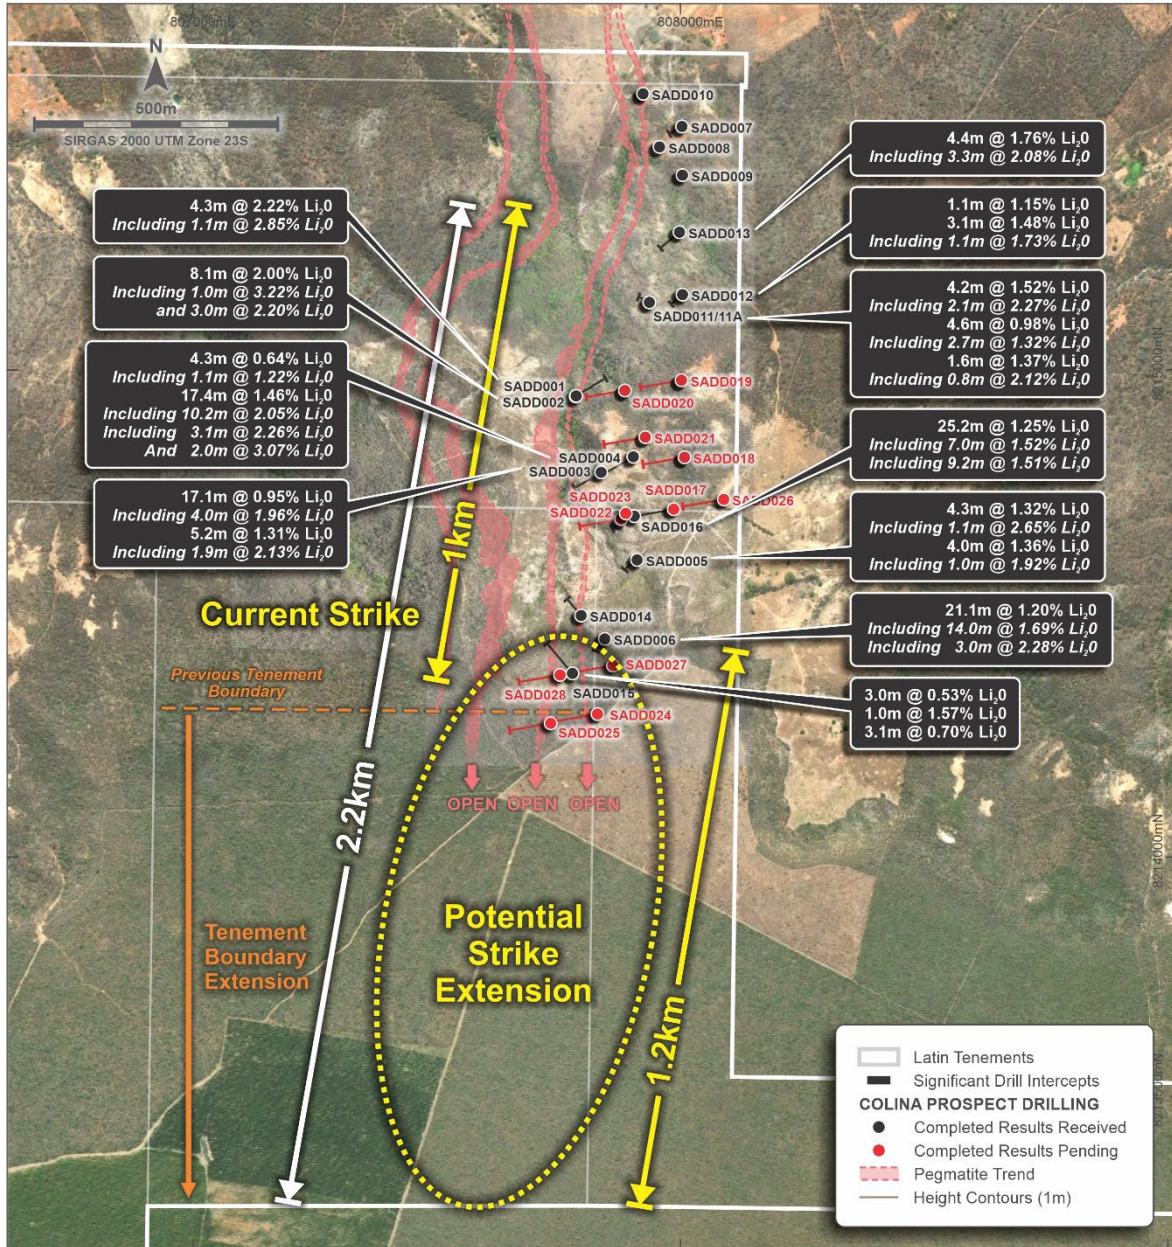 807000mE
808000mE
N
500m
SIRGAS 2000 UTM Zone 23S
SADD010
SADD007
SADD008
SADD009
SADD013
SADD012
SADD011/11A
4.4m @ 1.76% Li₂0
Including 3.3m @ 2.08% Li₂0
1.1m @ 1.15% Li₂0
3.1m @ 1.48% Li₂0
Including 1.1m @ 1.73% Li₂0
4.2m @ 1.52% Li₂0
Including 2.1m @ 2.27% Li₂0
4.6m @ 0.98% Li₂0
Including 2.7m @ 1.32% Li₂0
1.6m @ 1.37% Li₂0
Including 0.8m @ 2.12% Li₂0
4.3m @ 2.22% Li₂0
Including 1.1m @ 2.85% Li₂0
8.1m @ 2.00% Li₂0
Including 1.0m @ 3.22% Li₂0
and 3.0m @ 2.20% Li₂0
4.3m @ 0.64% Li₂0
Including 1.1m @ 1.22% Li₂0
17.4m @ 1.46% Li₂0
Including 10.2m @ 2.05% Li₂0
Including 3.1m @ 2.26% Li₂0
And 2.0m @ 3.07% Li₂0
17.1m @ 0.95% Li₂0
Including 4.0m @ 1.96% Li₂0
5.2m @ 1.31% Li₂0
Including 1.9m @ 2.13% Li₂0
SADD001
SADD002
SADD019
SADD020
SADD021
SADD004
SADD003
SADD018
SADD023
SADD017
SADD026
SADD022
SADD016
SADD005
SADD014
SADD006
SADD027
SADD028
SADD015
SADD024
SADD025
25.2m @ 1.25% Li₂0
Including 7.0m @ 1.52% Li₂0
Including 9.2m @ 1.51% Li₂0
4.3m @ 1.32% Li₂0
Including 1.1m @ 2.65% Li₂0
4.0m @ 1.36% Li₂0
Including 1.0m @ 1.92% Li₂0
21.1m @ 1.20% Li₂0
Including 14.0m @ 1.69% Li₂0
Including 3.0m @ 2.28% Li₂0
3.0m @ 0.53% Li₂0
1.0m @ 1.57% Li₂0
3.1m @ 0.70% Li₂0
1km
Current Strike
Previous Tenement
Boundary
2.2km
OPEN OPEN OPEN
8214000mN
Tenement
Boundary
Extension
Potential
Strike
Extension
1.2km
Latin Tenements
Significant Drill Intercepts
COLINA PROSPECT DRILLING
Completed Results Received
Completed Results Pending
Pegmatite Trend
Height Contours (1m)